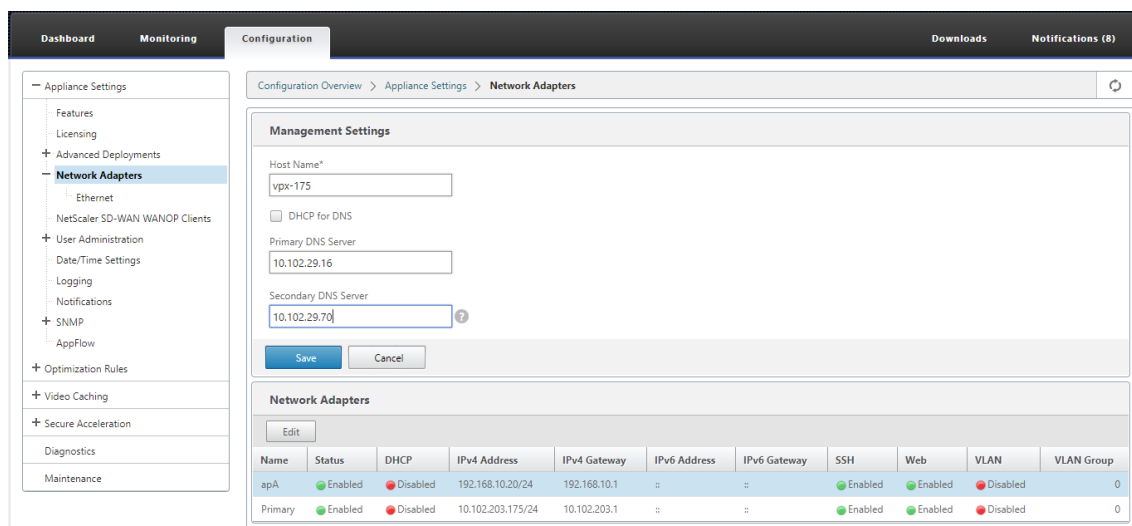 Dashboard Monitoring Configuration Downloads Notifications (8)
Appliance Settings
Features
Licensing
Advanced Deployments
Network Adapters
Ethernet
NetScaler SD-WAN WANOP Clients
User Administration
Date/Time Settings
Logging
Notifications
SNMP
AppFlow
Optimization Rules
Video Caching
Secure Acceleration
Diagnostics
Maintenance
Configuration Overview > Appliance Settings > Network Adapters
Management Settings
Host Name*
vpx-175
DHCP for DNS
Primary DNS Server
10.102.29.16
Secondary DNS Server
10.102.29.70
?
Save Cancel
Network Adapters
Edit
Name Status DHCP IPv4 Address IPv4 Gateway IPv6 Address IPv6 Gateway SSH Web VLAN VLAN Group
apA Enabled Disabled 192.168.10.20/24 192.168.10.1 :: :: Enabled Enabled Disabled 0
Primary Enabled Disabled 10.102.203.175/24 10.102.203.1 :: :: Enabled Enabled Disabled 0